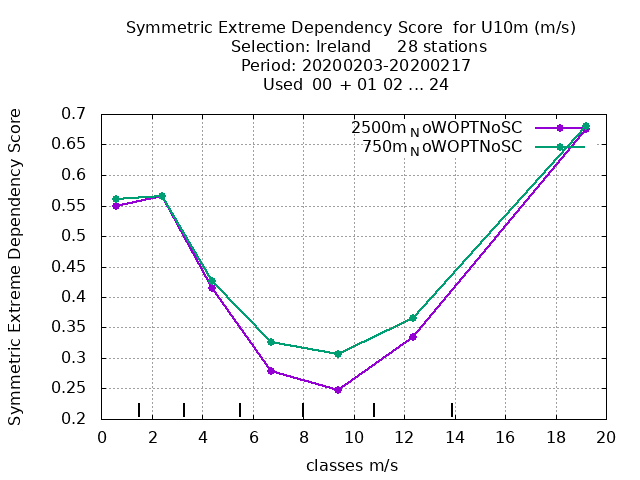 Symmetric Extreme Dependency Score  for U10m (m/s)
Selection: Ireland     28 stations
Period: 20200203-20200217
Used  00 + 01 02 ... 24
Symmetric Extreme Dependency Score
0.7
0.65
0.6
0.55
0.5
0.45
0.4
0.35
0.3
0.25
0.2
2500m_NoWOPTNoSC
750m_NoWOPTNoSC
0 2 4 6 8 10 12 14 16 18 20
classes m/s